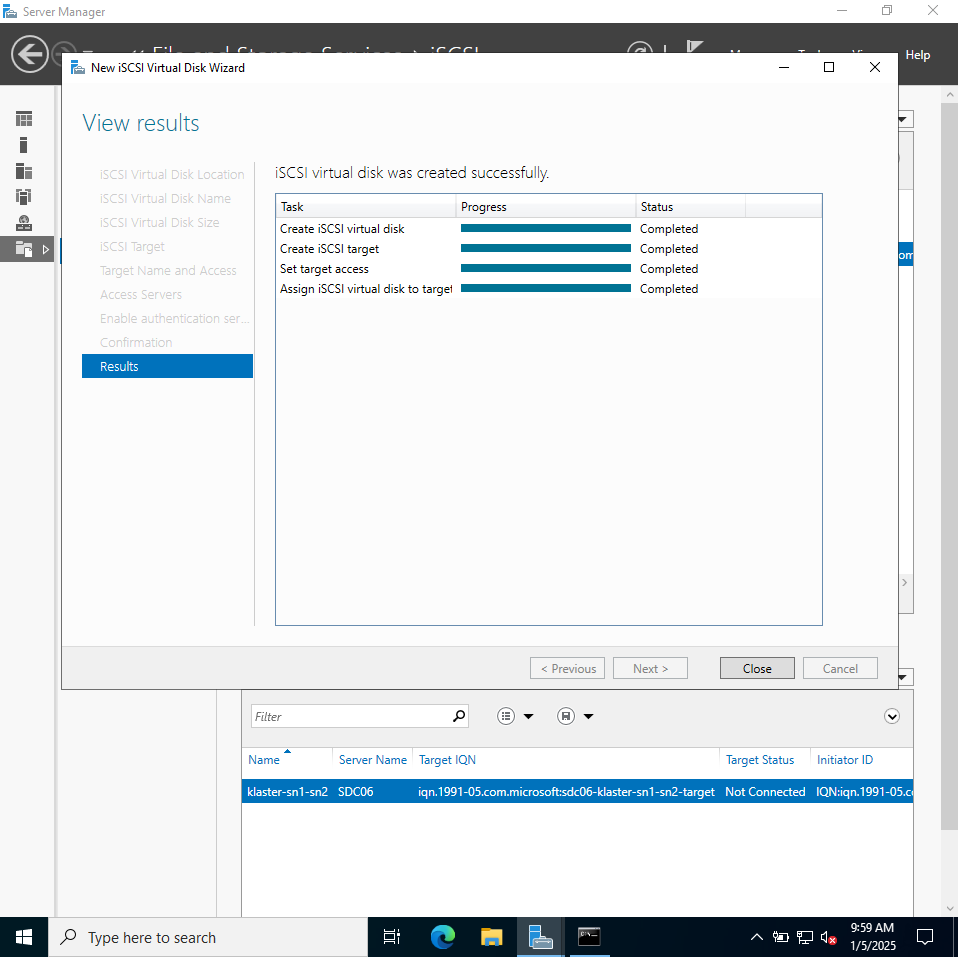 Server Manager
File and Storage Services
iSCSI
Help
New iSCSI Virtual Disk Wizard
View results
iSCSI Virtual Disk Location
iSCSI Virtual Disk Name
iSCSI Virtual Disk Size
iSCSI Target
Target Name and Access
Access Servers
Enable authentication ser...
Confirmation
Results
iSCSI virtual disk was created successfully.
Task Progress Status
Create iSCSI virtual disk Completed
Create iSCSI target Completed
Set target access Completed
Assign iSCSI virtual disk to target Completed
< Previous Next > Close Cancel
Filter
Name Server Name Target IQN Target Status Initiator ID
klaster-sn1-sn2 SDC06 iqn.1991-05.com.microsoft:sdc06-klaster-sn1-sn2-target Not Connected IQN:iqn.1991-05.c
Type here to search
9:59 AM
1/5/2025